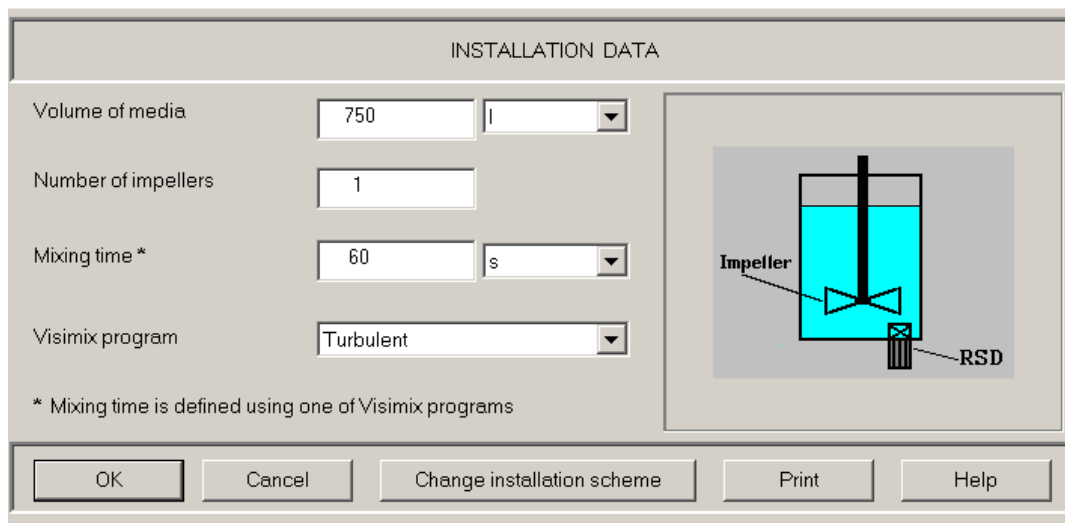 INSTALLATION DATA
Volume of media 750 l
Number of impellers 1
Mixing time * 60 s
Visimix program Turbulent
* Mixing time is defined using one of Visimix programs
Impeller
RSD
OK Cancel Change installation scheme Print Help